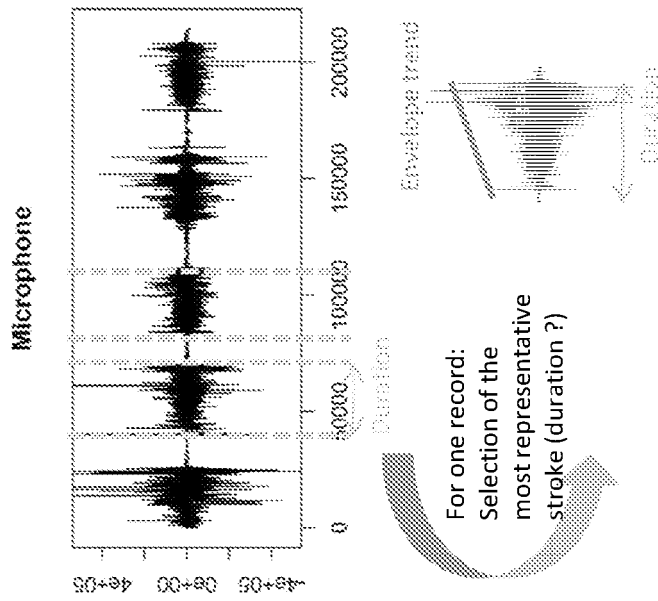 Microphone
4e+05
0e+00
-4e+05
0
50000
100000
150000
200000
Duration
For one record:
Selection of the
most representative
stroke (duration ?)
Envelope trend
Duration